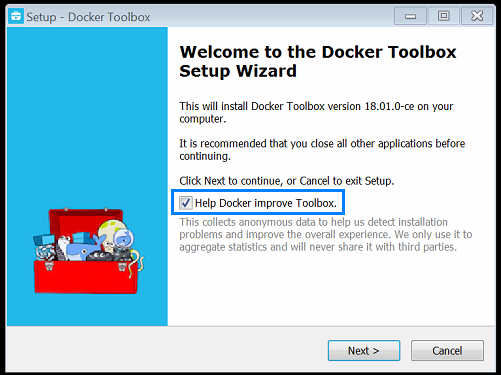 Setup - Docker Toolbox
Welcome to the Docker Toolbox
Setup Wizard
This will install Docker Toolbox version 18.01.0-ce on your
computer.
It is recommended that you close all other applications before
continuing.
Click Next to continue, or Cancel to exit Setup.
Help Docker improve Toolbox.
This collects anonymous data to help us detect installation
problems and improve the overall experience. We only use it to
aggregate statistics and will never share it with third parties.
Next >
Cancel